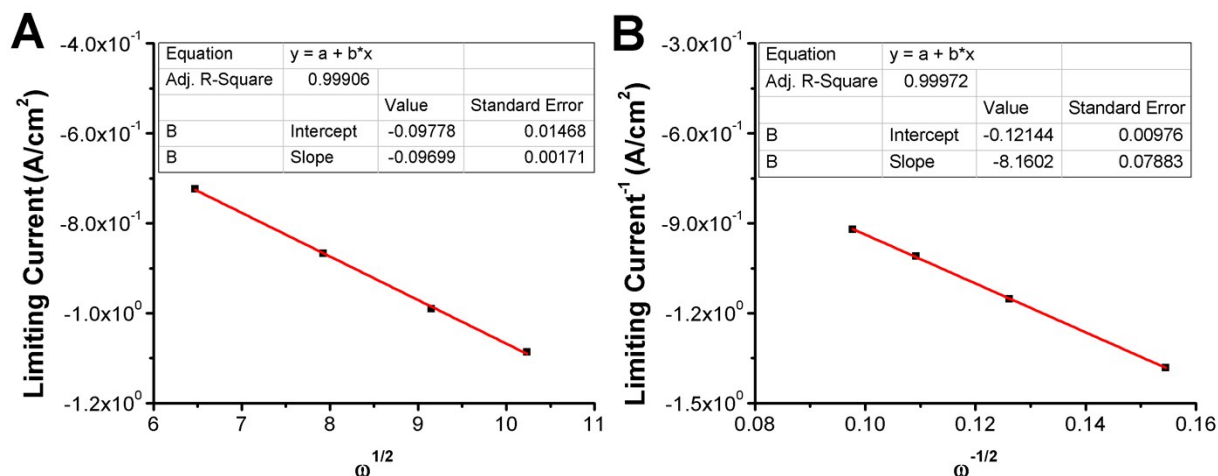 A
Equation y = a + b*x
Adj. R-Square 0.99906
Value Standard Error
B Intercept -0.09778 0.01468
B Slope -0.09699 0.00171
Limiting Current (A/cm²)
-4.0x10⁻¹
-6.0x10⁻¹
-8.0x10⁻¹
-1.0x10⁰
-1.2x10⁰
6 7 8 9 10 11
ω¹/²
B
Equation y = a + b*x
Adj. R-Square 0.99972
Value Standard Error
B Intercept -0.12144 0.00976
B Slope -8.1602 0.07883
Limiting Current⁻¹ (A/cm²)
-3.0x10⁻¹
-6.0x10⁻¹
-9.0x10⁻¹
-1.2x10⁰
-1.5x10⁰
0.08 0.10 0.12 0.14 0.16
ω⁻¹/²